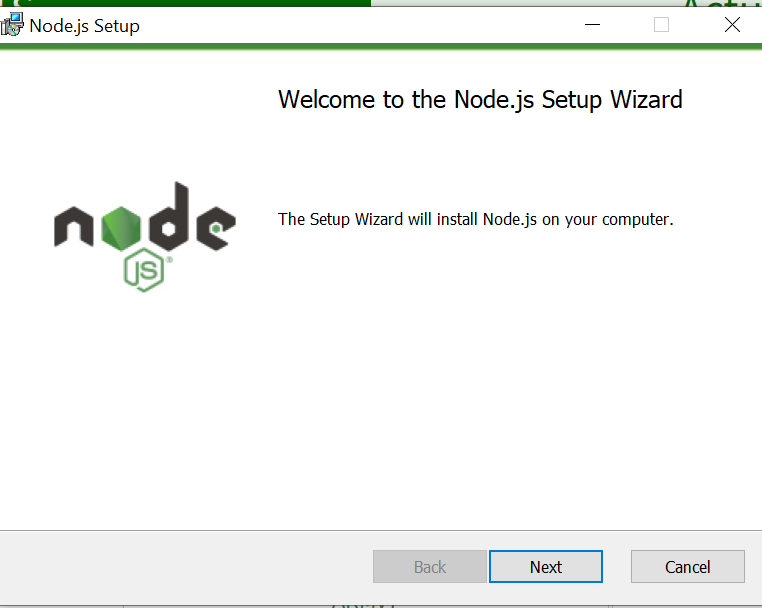 Node.js Setup
Welcome to the Node.js Setup Wizard
node
JS®
The Setup Wizard will install Node.js on your computer.
Back
Next
Cancel